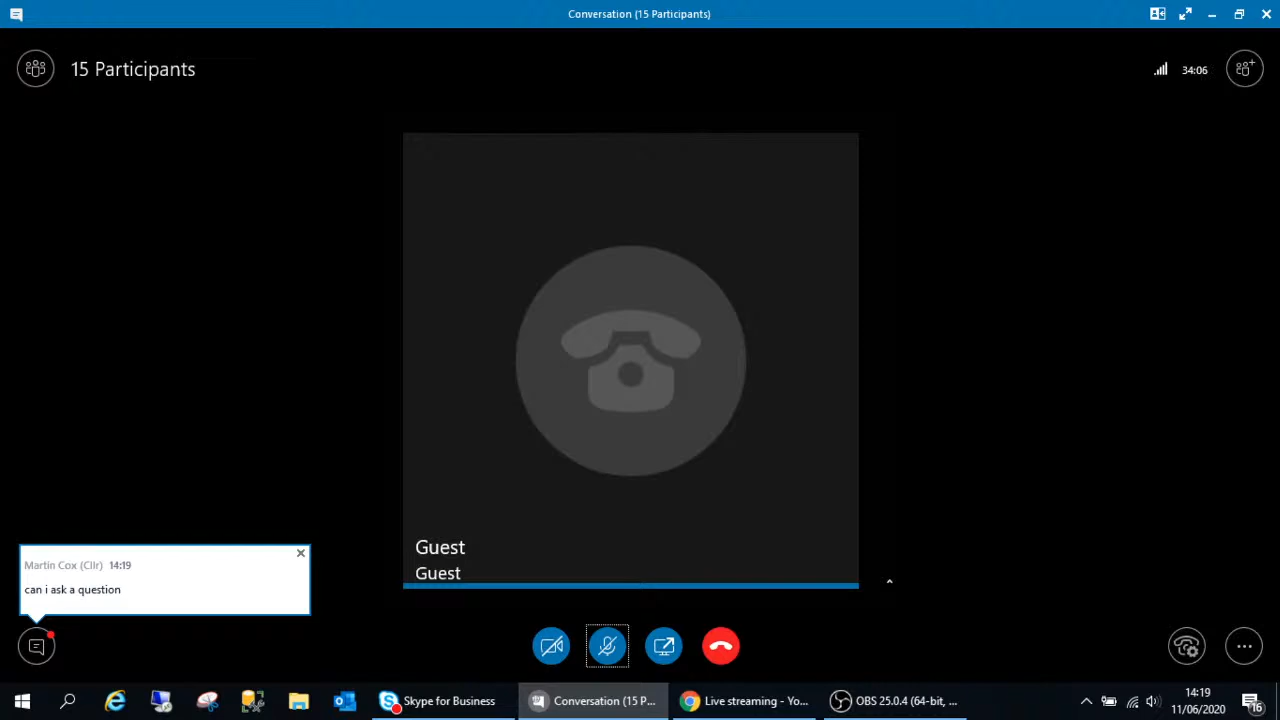 Conversation (15 Participants)
15 Participants
34:06
Guest
Guest
Martin Cox (Cllr) 14:19
can i ask a question
Skype for Business
Conversation (15 P...
Live streaming - Yo...
OBS 25.0.4 (64-bit, ...
14:19
11/06/2020
16